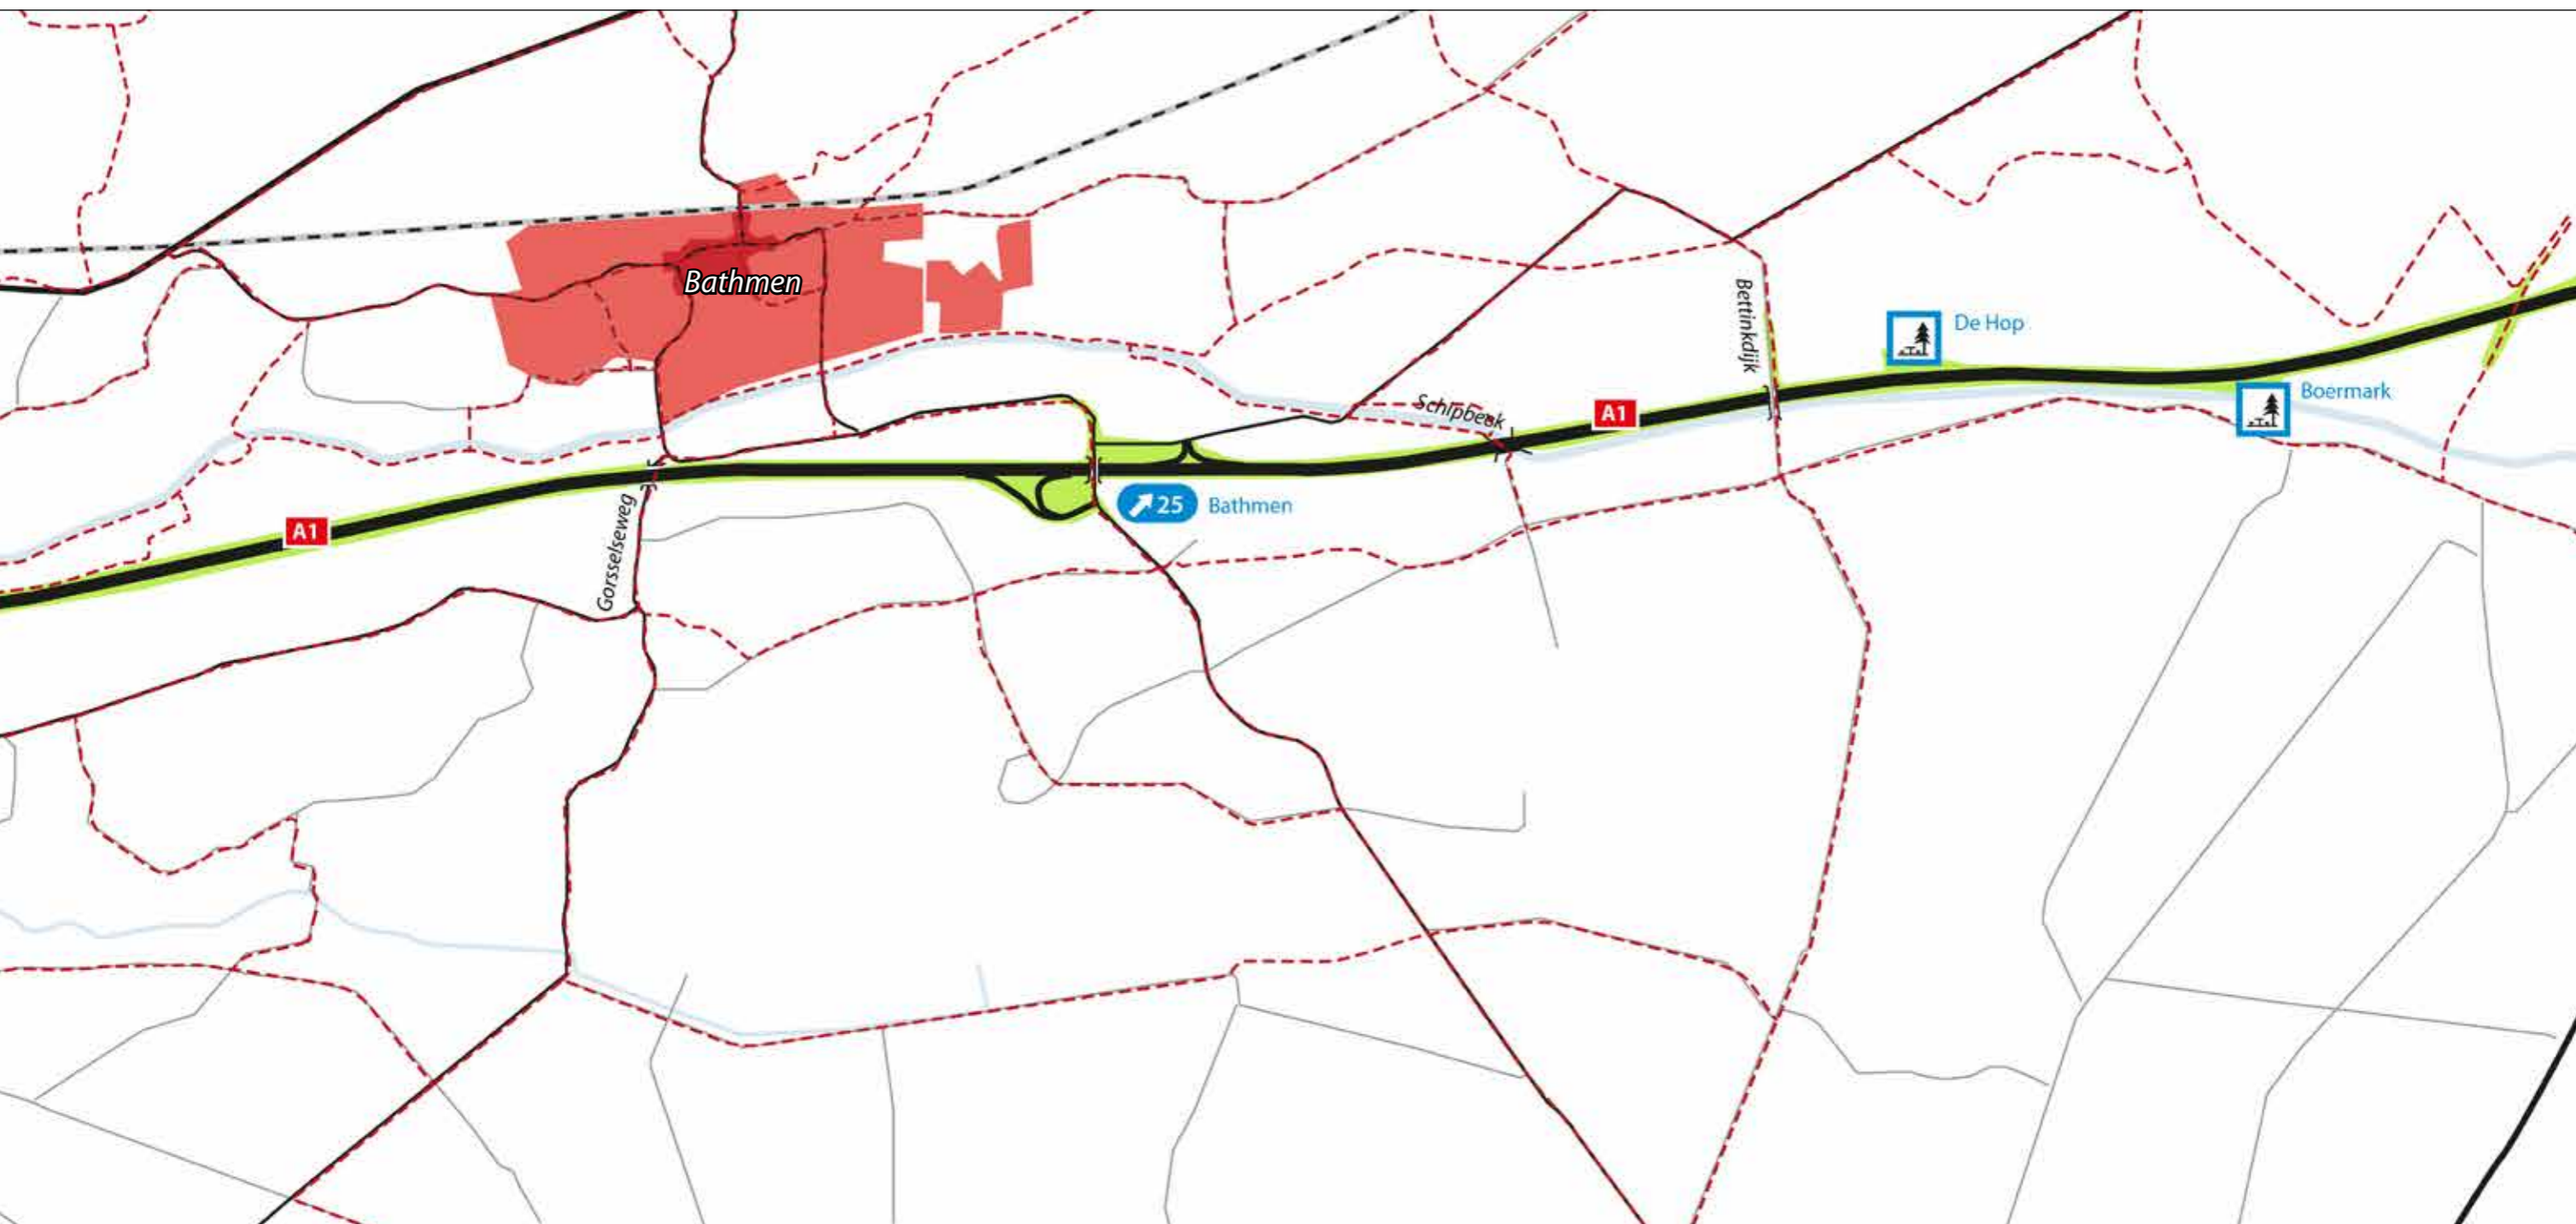 Bathmen
Bettinkdijk
De Hop
Boermark
Schipbeek
A1
25 Bathmen
A1
Gorsselseweg